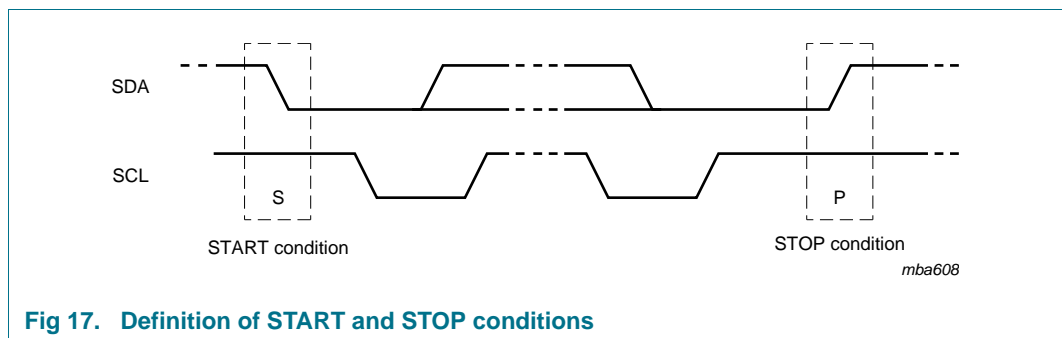 SDA
SCL
S
P
START condition
STOP condition
mba608
Fig 17. Definition of START and STOP conditions